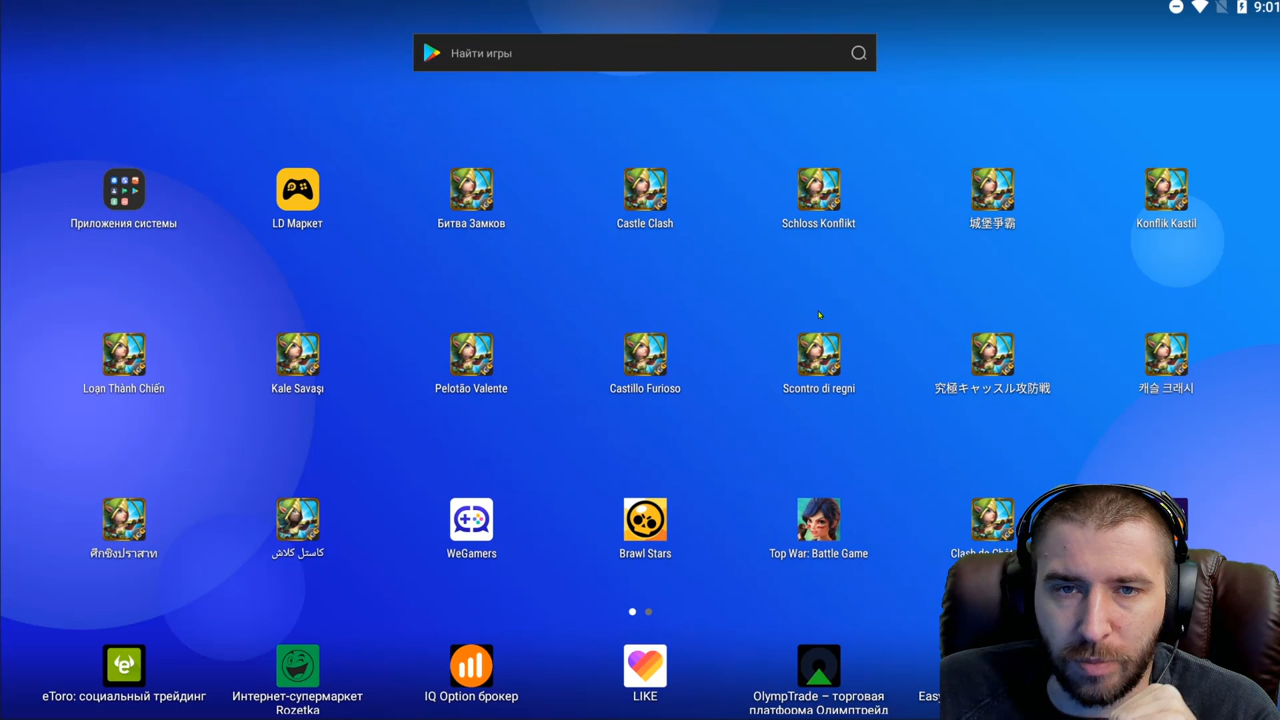 9:01
Найти игры
Приложения системы
LD Маркет
Битва Замков
Castle Clash
Schloss Konflikt
城堡爭霸
Konflik Kastil
Loạn Thành Chiến
Kale Savaşı
Pelotão Valente
Castillo Furioso
Scontro di regni
究極キャッスル攻防戦
캐슬 크래시
ศึกชิงปราสาท
كاستل كلاش
WeGamers
Brawl Stars
Top War: Battle Game
Clash de
eToro: социальный трейдинг
Интернет-супермаркет
Rozetka
IQ Option брокер
LIKE
OlympTrade – торговая
платформа Олимптрейд